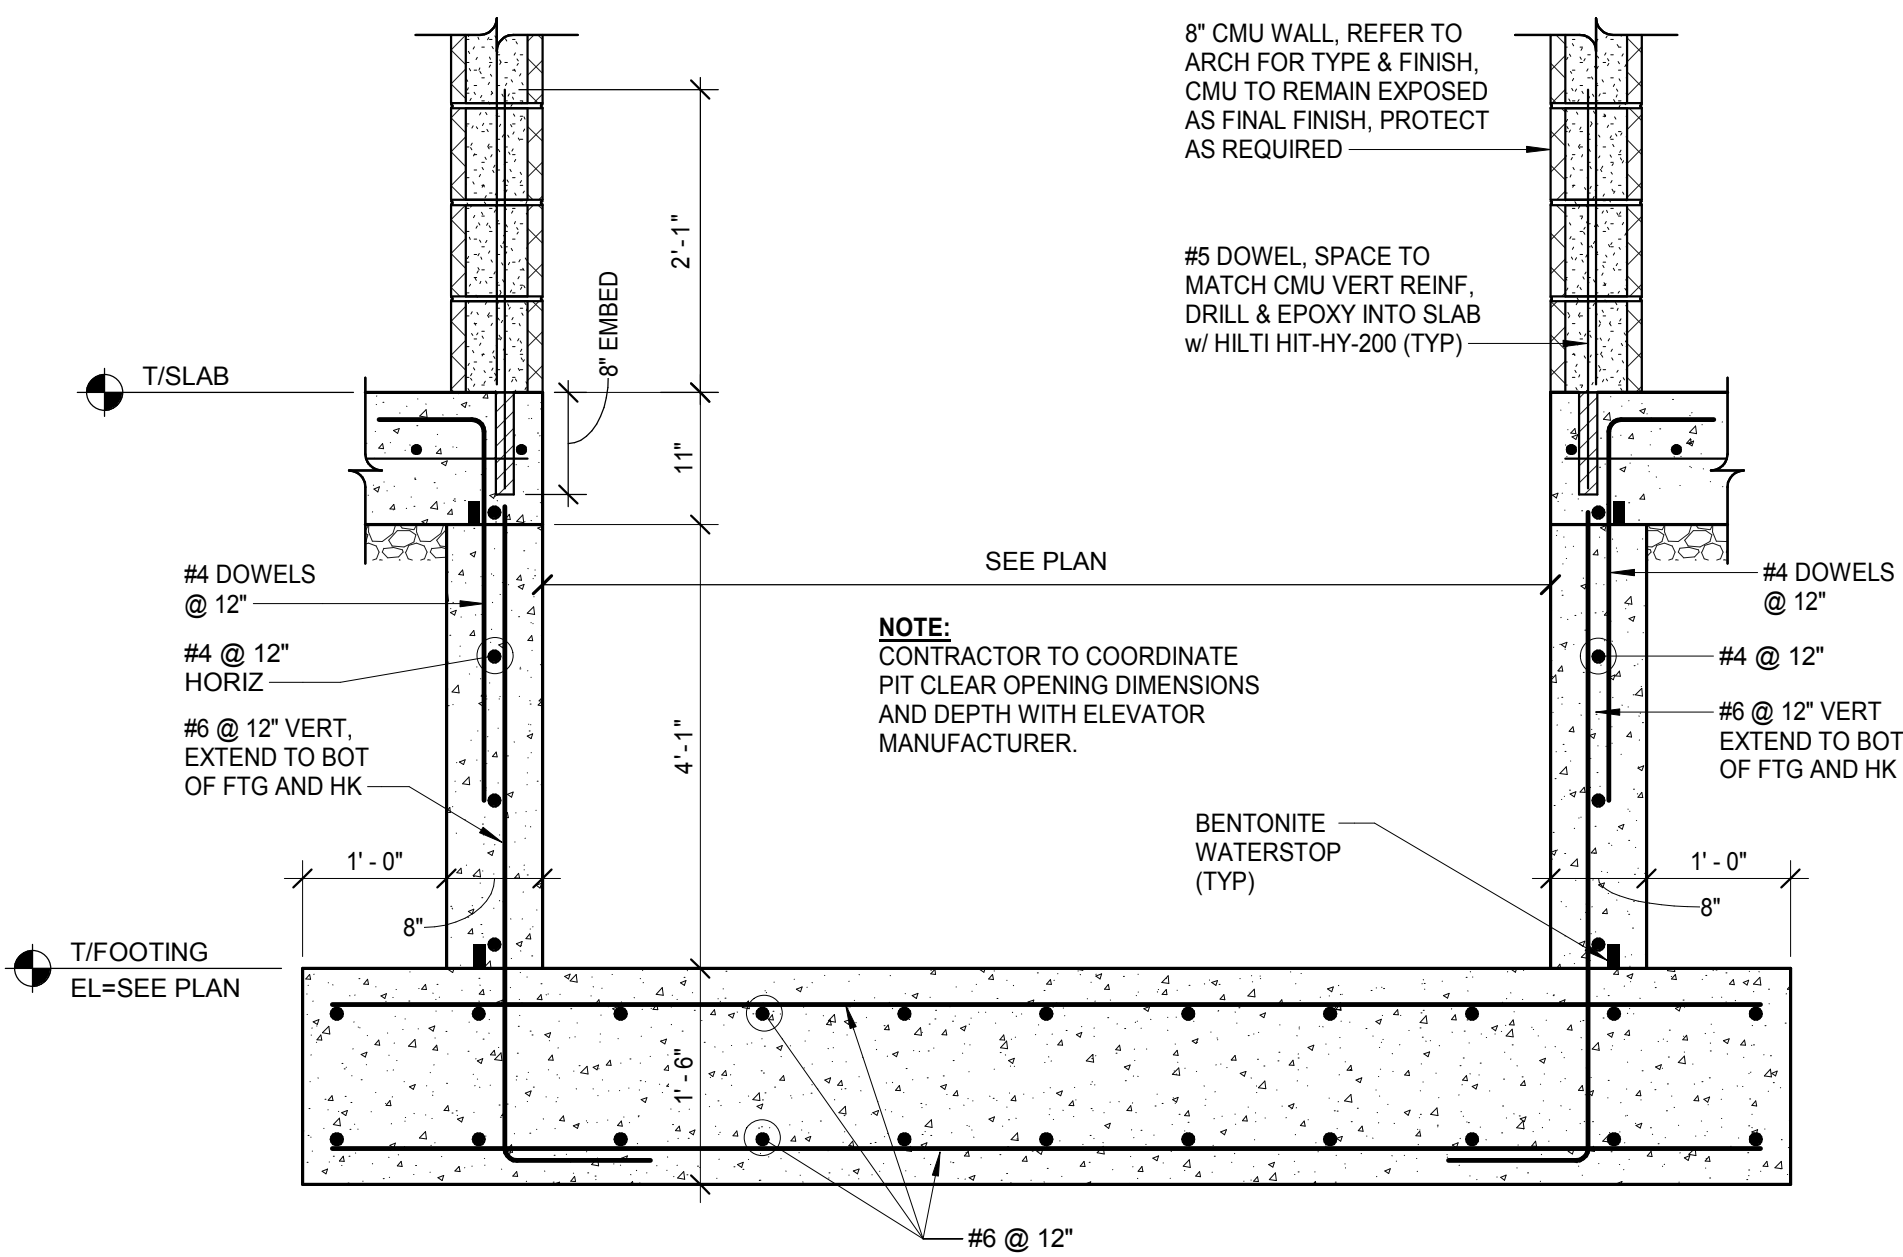 8" CMU WALL, REFER TO
ARCH FOR TYPE & FINISH,
CMU TO REMAIN EXPOSED
AS FINAL FINISH, PROTECT
AS REQUIRED
2'-1"
#5 DOWEL, SPACE TO
MATCH CMU VERT REINF,
DRILL & EPOXY INTO SLAB
w/ HILTI HIT-HY-200 (TYP)
8" EMBED
T/SLAB
11"
SEE PLAN
#4 DOWELS
@ 12"
#4 @ 12"
HORIZ
#6 @ 12" VERT,
EXTEND TO BOT
OF FTG AND HK
4'-1"
NOTE:
CONTRACTOR TO COORDINATE
PIT CLEAR OPENING DIMENSIONS
AND DEPTH WITH ELEVATOR
MANUFACTURER.
#4 DOWELS
@ 12"
#4 @ 12"
#6 @ 12" VERT
EXTEND TO BOT
OF FTG AND HK
BENTONITE
WATERSTOP
(TYP)
1' - 0"
8"
1' - 0"
8"
T/FOOTING
EL=SEE PLAN
1' - 6"
#6 @ 12"